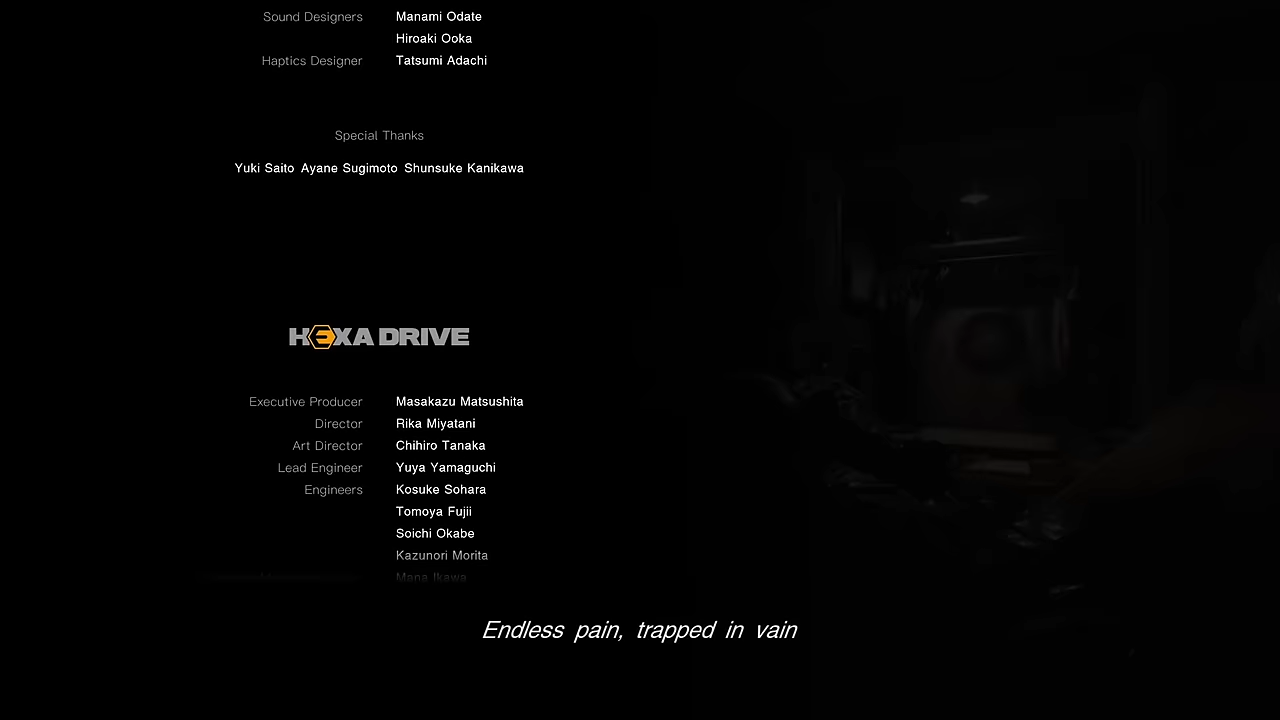 Sound Designers Manami Odate
Hiroaki Ooka
Haptics Designer Tatsumi Adachi
Special Thanks
Yuki Saito Ayane Sugimoto Shunsuke Kanikawa
HEXA DRIVE
Executive Producer Masakazu Matsushita
Director Rika Miyatani
Art Director Chihiro Tanaka
Lead Engineer Yuya Yamaguchi
Engineers Kosuke Sohara
Tomoya Fujii
Soichi Okabe
Kazunori Morita
Mana Ikawa
Endless pain, trapped in vain